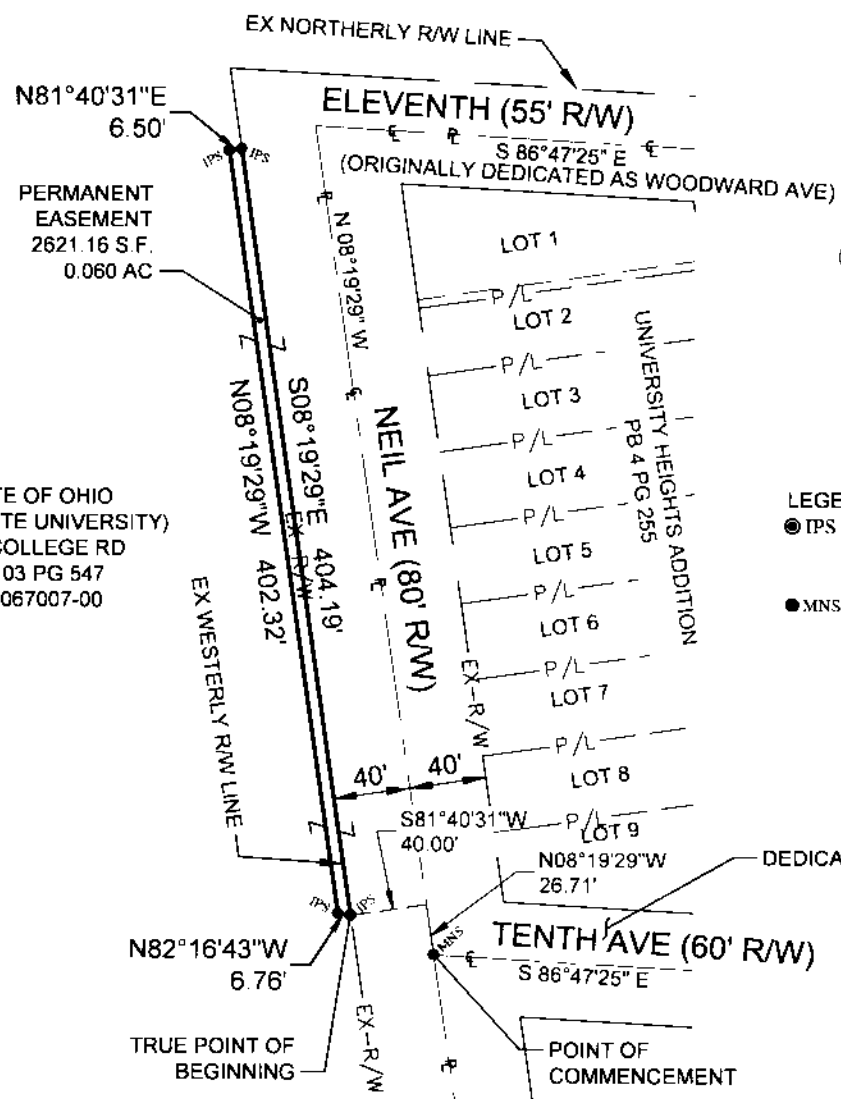 EX NORTHERLY R/W LINE
N81°40'31"E
6.50'
IPS
IPS
ELEVENTH (55' R/W)
S 86°47'25" E
(ORIGINALLY DEDICATED AS WOODWARD AVE)
PERMANENT
EASEMENT
2621.16 S.F.
0.060 AC
N 08°19'29" W
LOT 1
P/L
LOT 2
P/L
LOT 3
P/L
LOT 4
P/L
LOT 5
P/L
LOT 6
P/L
LOT 7
P/L
LOT 8
P/L
LOT 9
UNIVERSITY HEIGHTS ADDITION
PB 4 PG 255
NEIL AVE (80' R/W)
S08°19'29"E 404.19'
EX R/W
N08°19'29"W 402.32'
TE OF OHIO
TE UNIVERSITY)
COLLEGE RD
03 PG 547
067007-00
LEGE
IPS
MNS
EX WESTERLY R/W LINE
EX-R/W
40'
40'
S81°40'31"W
40.00'
N08°19'29"W
26.71'
DEDICA
IPS
IPS
MNS
N82°16'43"W
6.76'
TENTH AVE (60' R/W)
S 86°47'25" E
TRUE POINT OF
BEGINNING
EX-R/W
POINT OF
COMMENCEMENT